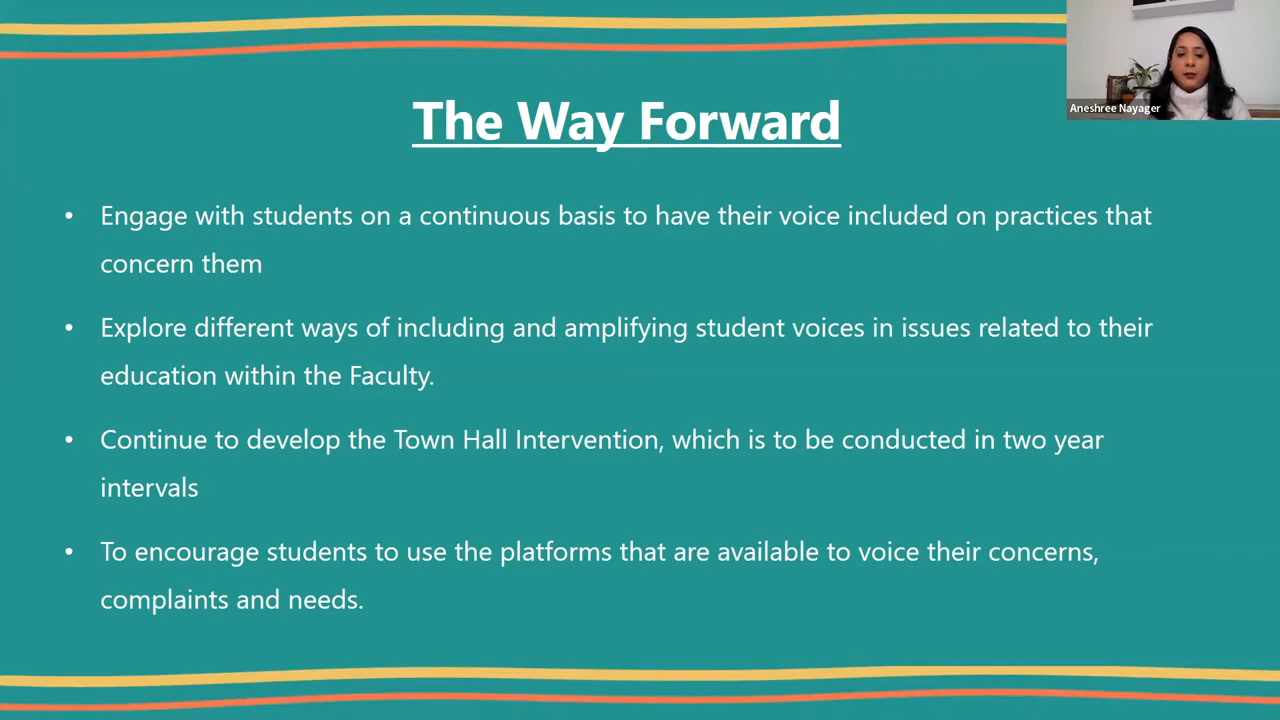 Aneshree Nayager
The Way Forward
• Engage with students on a continuous basis to have their voice included on practices that
concern them
• Explore different ways of including and amplifying student voices in issues related to their
education within the Faculty.
• Continue to develop the Town Hall Intervention, which is to be conducted in two year
intervals
• To encourage students to use the platforms that are available to voice their concerns,
complaints and needs.